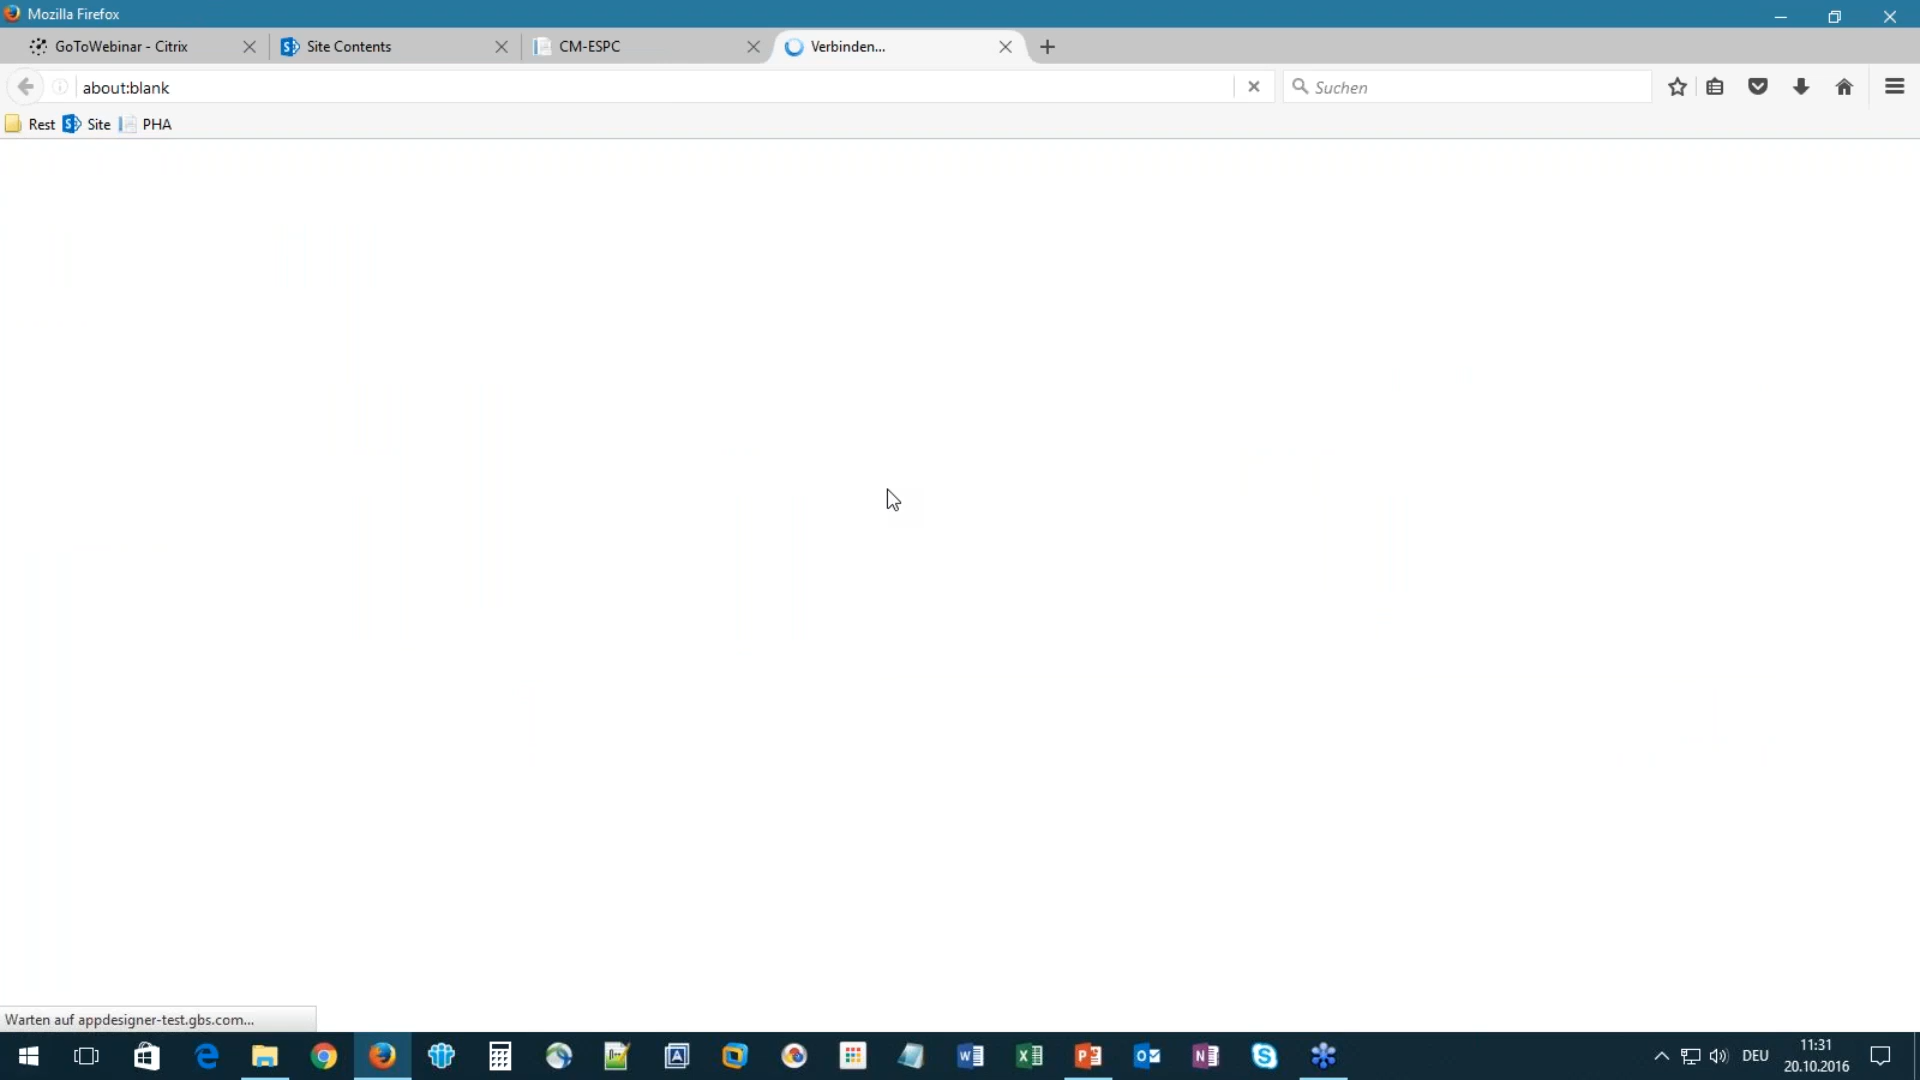 Mozilla Firefox
GoToWebinar - Citrix
Site Contents
CM-ESPC
Verbinden...
about:blank
Suchen
Rest
Site
PHA
Warten auf appdesigner-test.gbs.com...
DEU
11:31
20.10.2016